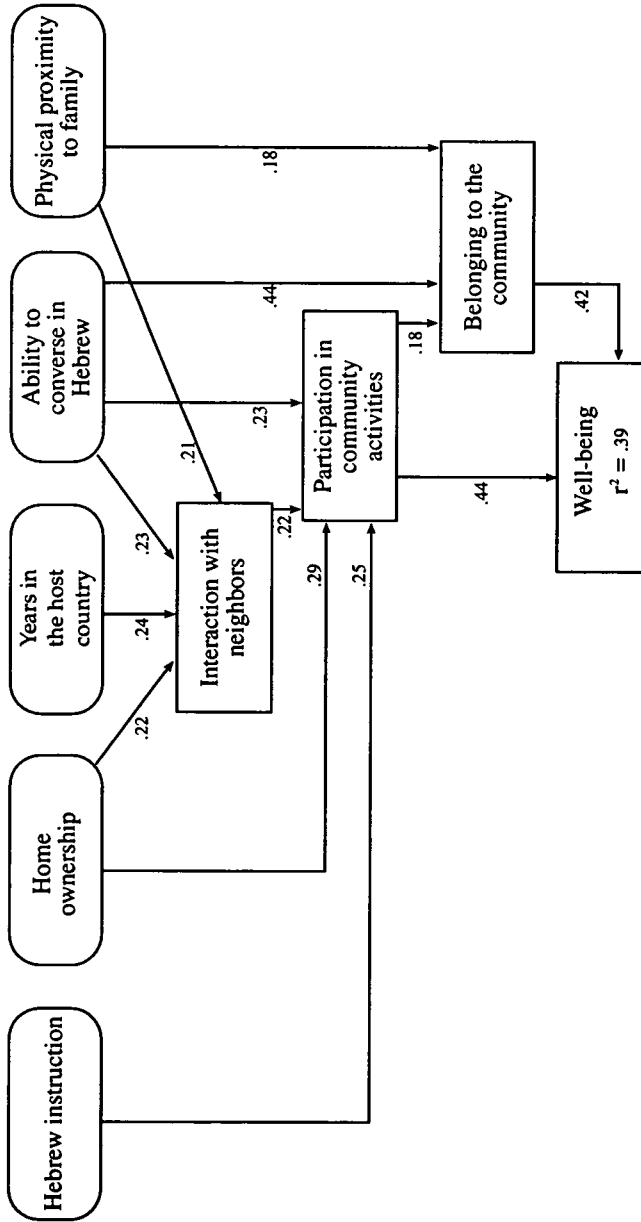 Hebrew instruction
Home
ownership
Years in
the host
country
Ability to
converse in
Hebrew
Physical proximity
to family
.22
.24
.23
.21
Interaction with
neighbors
.22
.23
.44
.18
.29
.25
Participation in
community
activities
.18
Belonging to the
community
.44
.42
Well-being
r² = .39